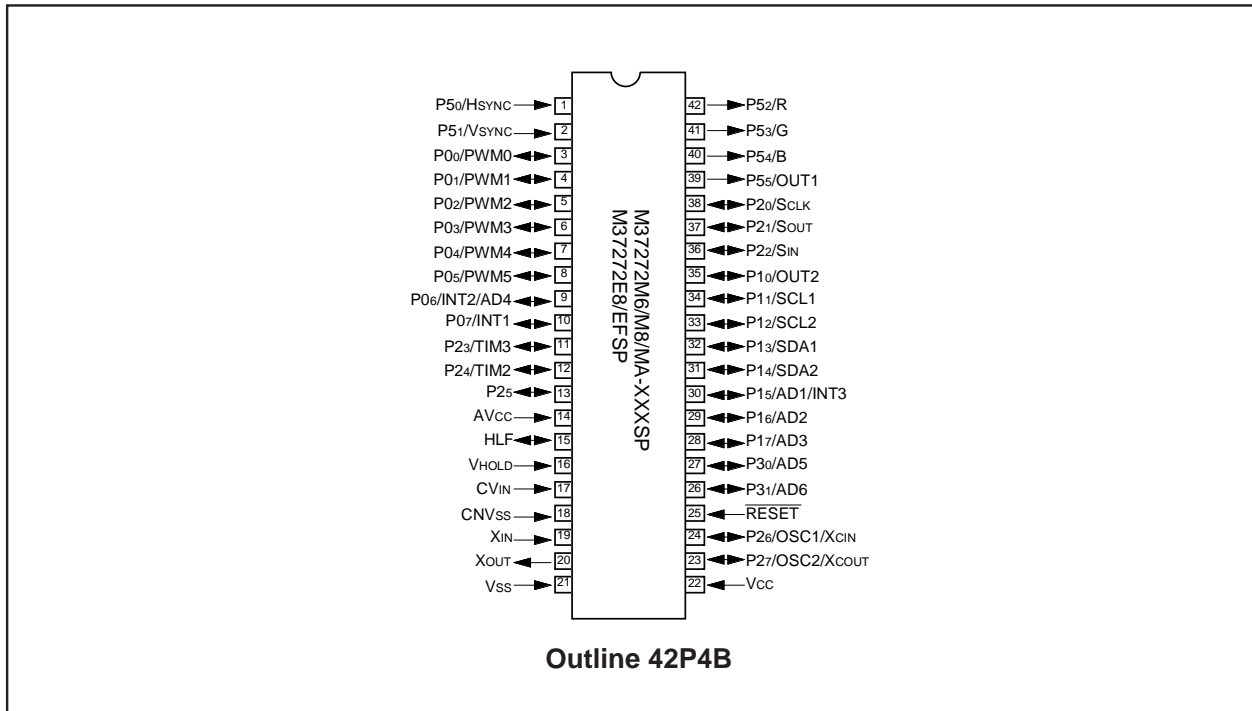 P50/HSYNC 1
P51/VSYNC 2
P00/PWM0 3
P01/PWM1 4
P02/PWM2 5
P03/PWM3 6
P04/PWM4 7
P05/PWM5 8
P06/INT2/AD4 9
P07/INT1 10
P23/TIM3 11
P24/TIM2 12
P25 13
AVCC 14
HLF 15
VHOLD 16
CVIN 17
CNVSS 18
XIN 19
XOUT 20
VSS 21
M37272M6/M8/MA-XXXSP
M37272E8/EFSP
42 P52/R
41 P53/G
40 P54/B
39 P55/OUT1
38 P20/SCLK
37 P21/SOUT
36 P22/SIN
35 P10/OUT2
34 P11/SCL1
33 P12/SCL2
32 P13/SDA1
31 P14/SDA2
30 P15/AD1/INT3
29 P16/AD2
28 P17/AD3
27 P30/AD5
26 P31/AD6
25 RESET
24 P26/OSC1/XCIN
23 P27/OSC2/XCOUT
22 VCC
Outline 42P4B